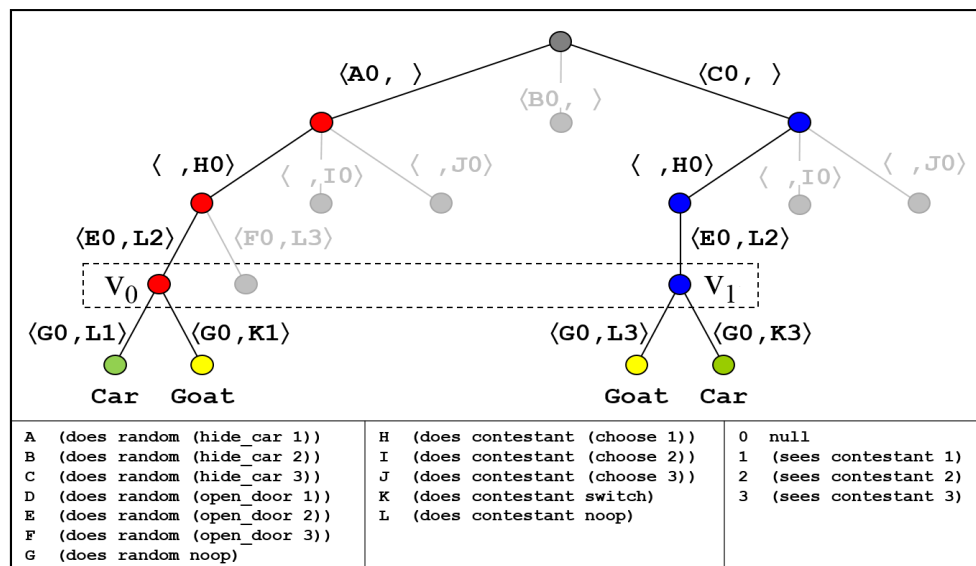 ⟨A0, ⟩ ⟨B0, ⟩ ⟨C0, ⟩
⟨ ,H0⟩ ⟨ ,I0⟩ ⟨ ,J0⟩ ⟨ ,H0⟩ ⟨ ,I0⟩ ⟨ ,J0⟩
⟨E0,L2⟩ ⟨F0,L3⟩ ⟨E0,L2⟩
V0 V1
⟨G0,L1⟩ ⟨G0,K1⟩ ⟨G0,L3⟩ ⟨G0,K3⟩
Car Goat Goat Car
A (does random (hide_car 1))
B (does random (hide_car 2))
C (does random (hide_car 3))
D (does random (open_door 1))
E (does random (open_door 2))
F (does random (open_door 3))
G (does random noop)
H (does contestant (choose 1))
I (does contestant (choose 2))
J (does contestant (choose 3))
K (does contestant switch)
L (does contestant noop)
0 null
1 (sees contestant 1)
2 (sees contestant 2)
3 (sees contestant 3)